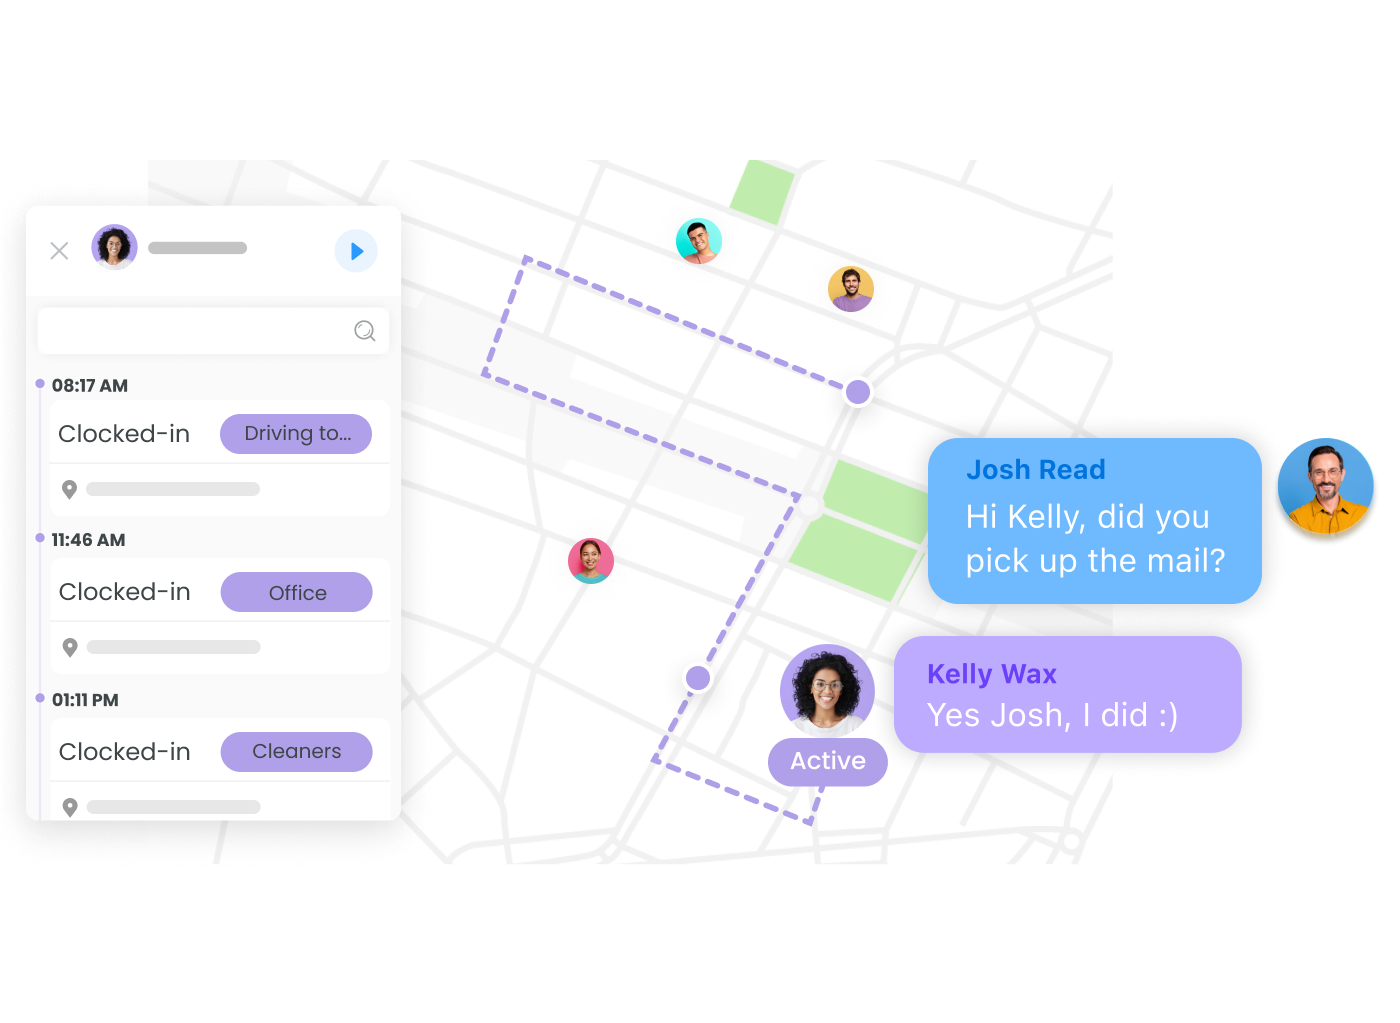 08:17 AM
Clocked-in Driving to...
11:46 AM
Clocked-in Office
01:11 PM
Clocked-in Cleaners
Josh Read
Hi Kelly, did you
pick up the mail?
Kelly Wax
Yes Josh, I did :)
Active